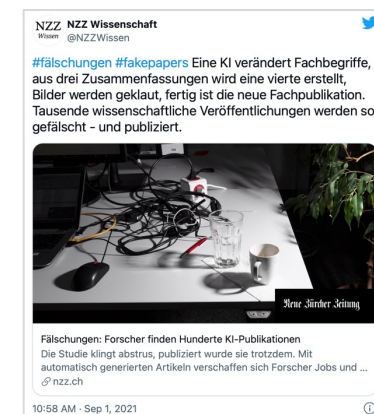 NZZ NZZ Wissenschaft
Wissen @NZZWissen
#fälschungen #fakepapers Eine KI verändert Fachbegriffe,
aus drei Zusammenfassungen wird eine vierte erstellt,
Bilder werden geklaut, fertig ist die neue Fachpublikation.
Tausende wissenschaftliche Veröffentlichungen werden so
gefälscht - und publiziert.
Neue Zürcher Zeitung
Fälschungen: Forscher finden Hunderte KI-Publikationen
Die Studie klingt abstrus, publiziert wurde sie trotzdem. Mit
automatisch generierten Artikeln verschaffen sich Forscher Jobs und ...
nzz.ch
10:58 AM · Sep 1, 2021